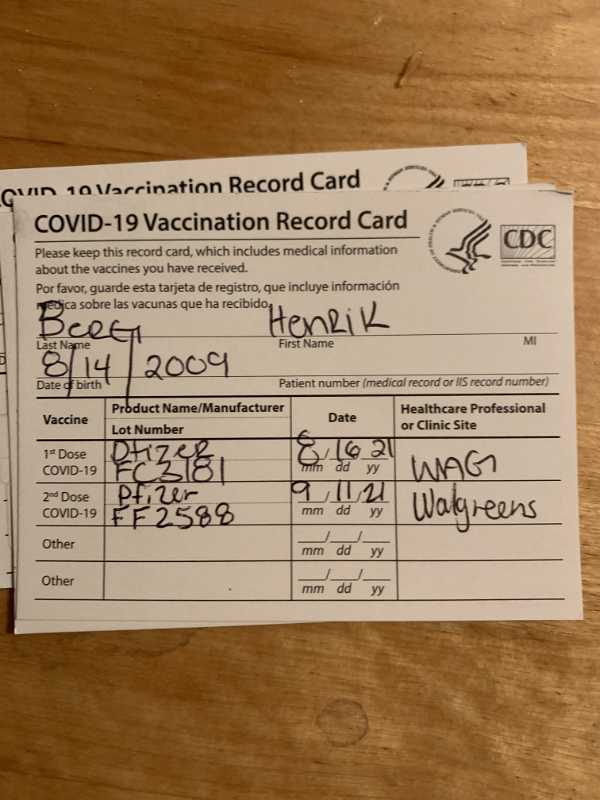 COVID-19 Vaccination Record Card
COVID-19 Vaccination Record Card
CDC
Please keep this record card, which includes medical information
about the vaccines you have received.
Por favor, guarde esta tarjeta de registro, que incluye información
médica sobre las vacunas que ha recibido.
Berg Henrik
Last Name First Name MI
8/14/2009
Date of birth Patient number (medical record or IIS record number)
Vaccine Product Name/Manufacturer Date Healthcare Professional
Lot Number or Clinic Site
1st Dose Pfizer 8/16/21 WAG
COVID-19 FC3181 mm dd yy
2nd Dose Pfizer 9/11/21 Walgreens
COVID-19 FF2588 mm dd yy
Other
mm dd yy
Other
mm dd yy